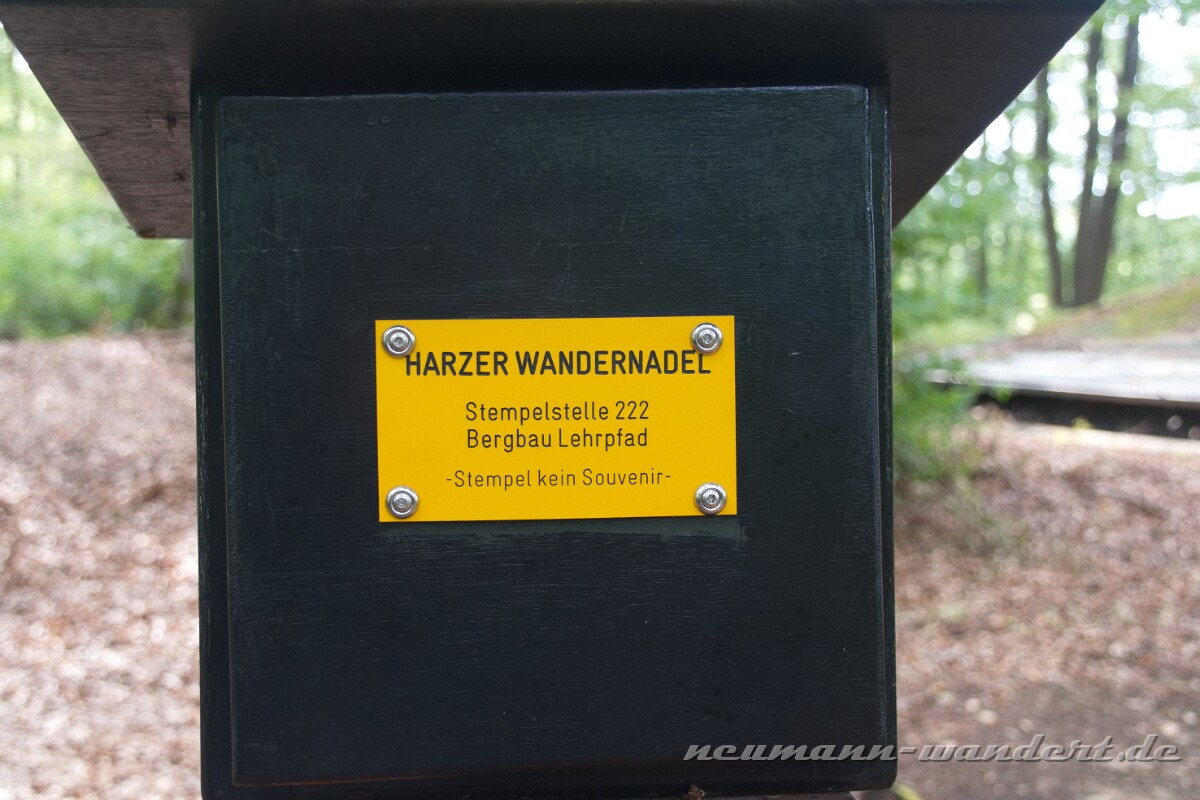 HARZER WANDERNADEL
Stempelstelle 222
Bergbau Lehrpfad
-Stempel kein Souvenir-
neumann-wandert.de